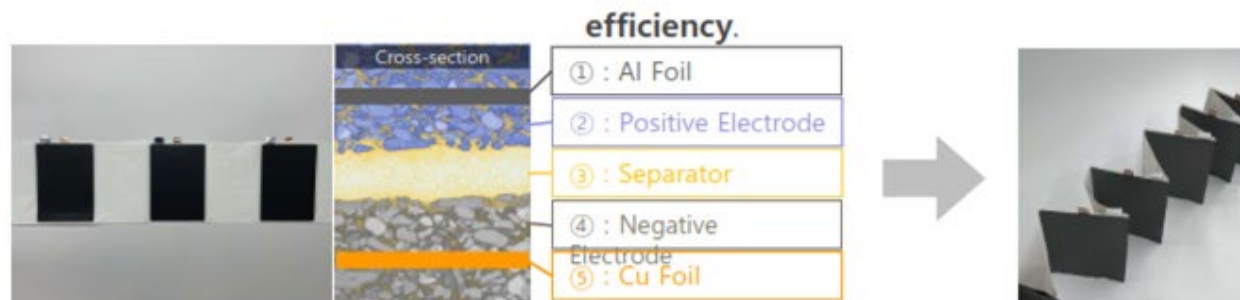 efficiency.
Cross-section
① : Al Foil
② : Positive Electrode
③ : Separator
④ : Negative
Electrode
⑤ : Cu Foil